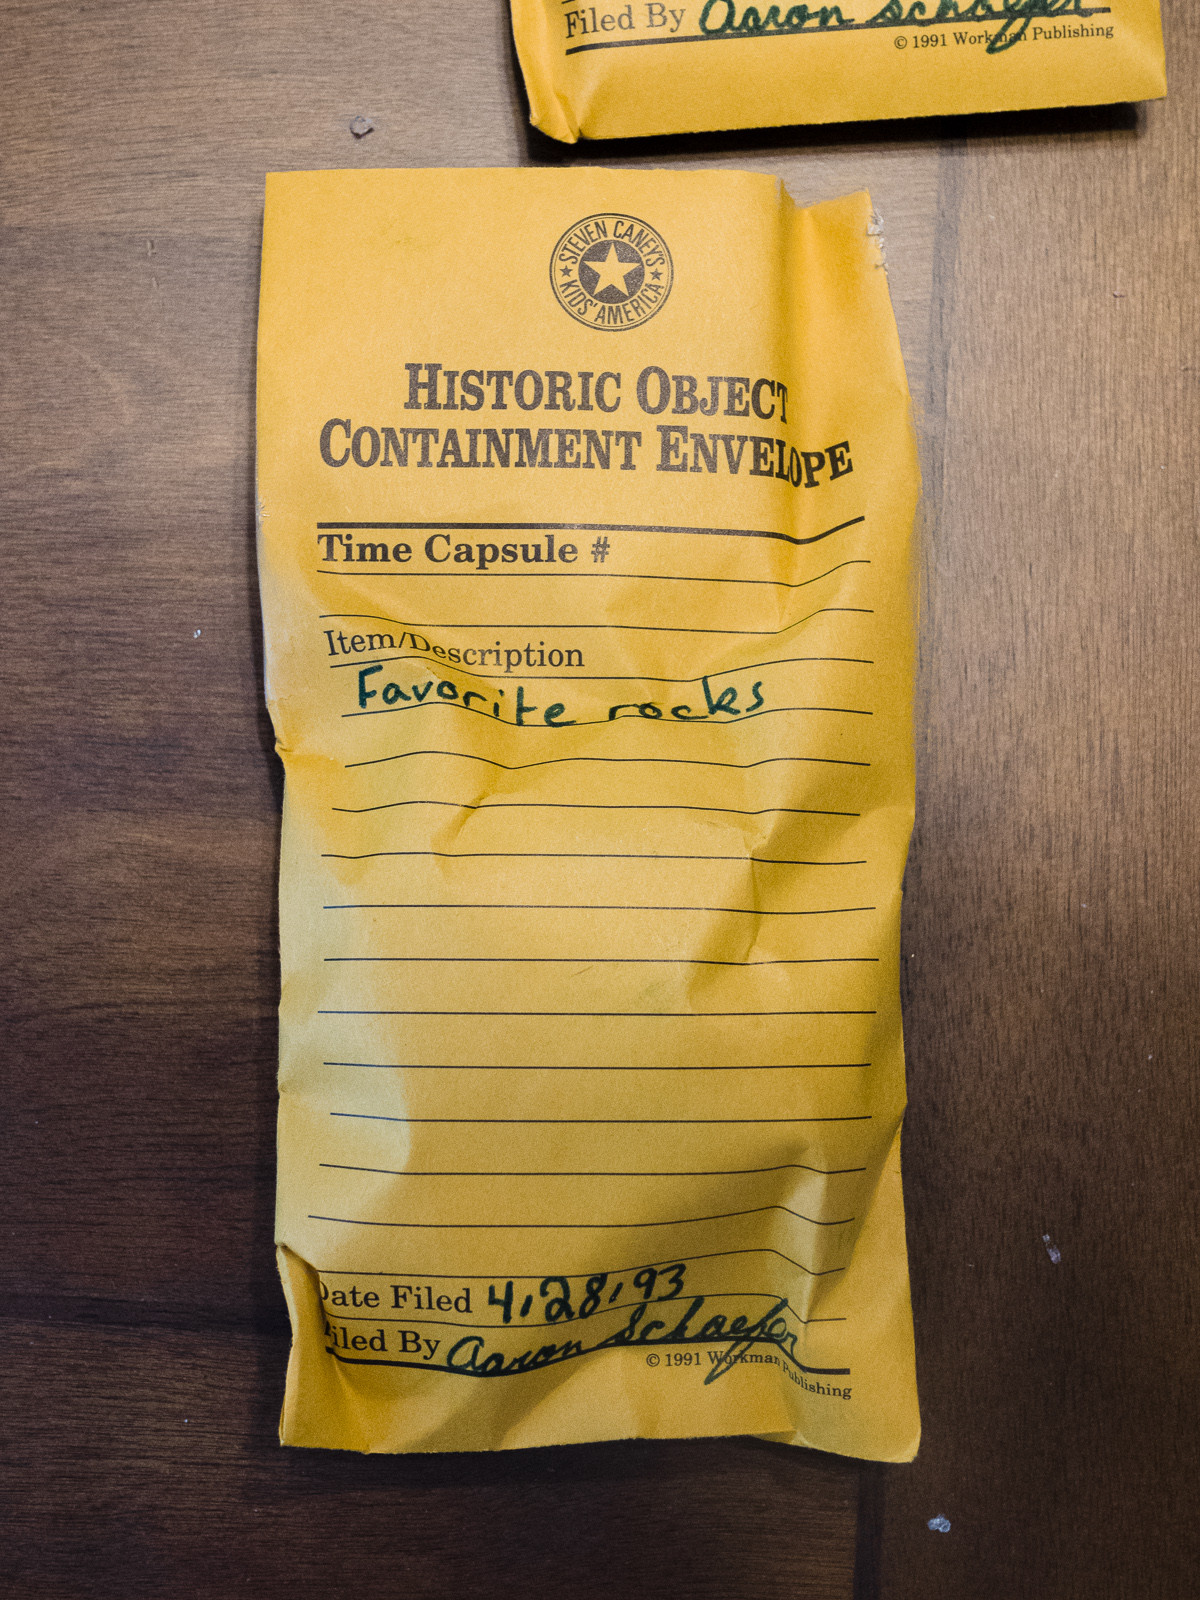 Filed By Aaron Schaefer
© 1991 Workman Publishing
STEVEN CANEY'S
KIDS' AMERICA
HISTORIC OBJECT
CONTAINMENT ENVELOPE
Time Capsule #
Item/Description
Favorite rocks
Date Filed 4,28,93
Filed By Aaron Schaefer
© 1991 Workman Publishing